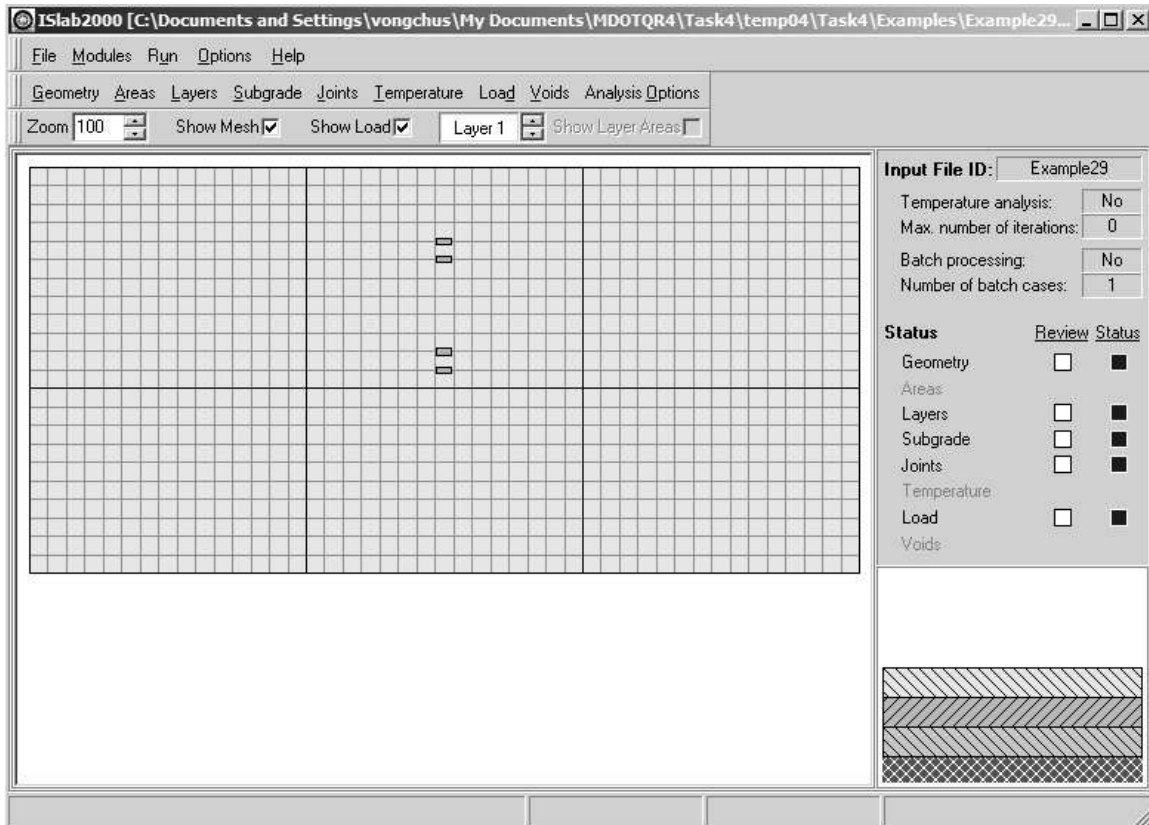 ISlab2000 [C:\Documents and Settings\vongchus\My Documents\MDOTQR4\Task4\temp04\Task4\Examples\Example29...
File Modules Run Options Help
Geometry Areas Layers Subgrade Joints Temperature Load Voids Analysis Options
Zoom 100 Show Mesh Show Load Layer 1 Show Layer Areas
Input File ID: Example29
Temperature analysis: No
Max. number of iterations: 0
Batch processing: No
Number of batch cases: 1
Status Review Status
Geometry
Areas
Layers
Subgrade
Joints
Temperature
Load
Voids